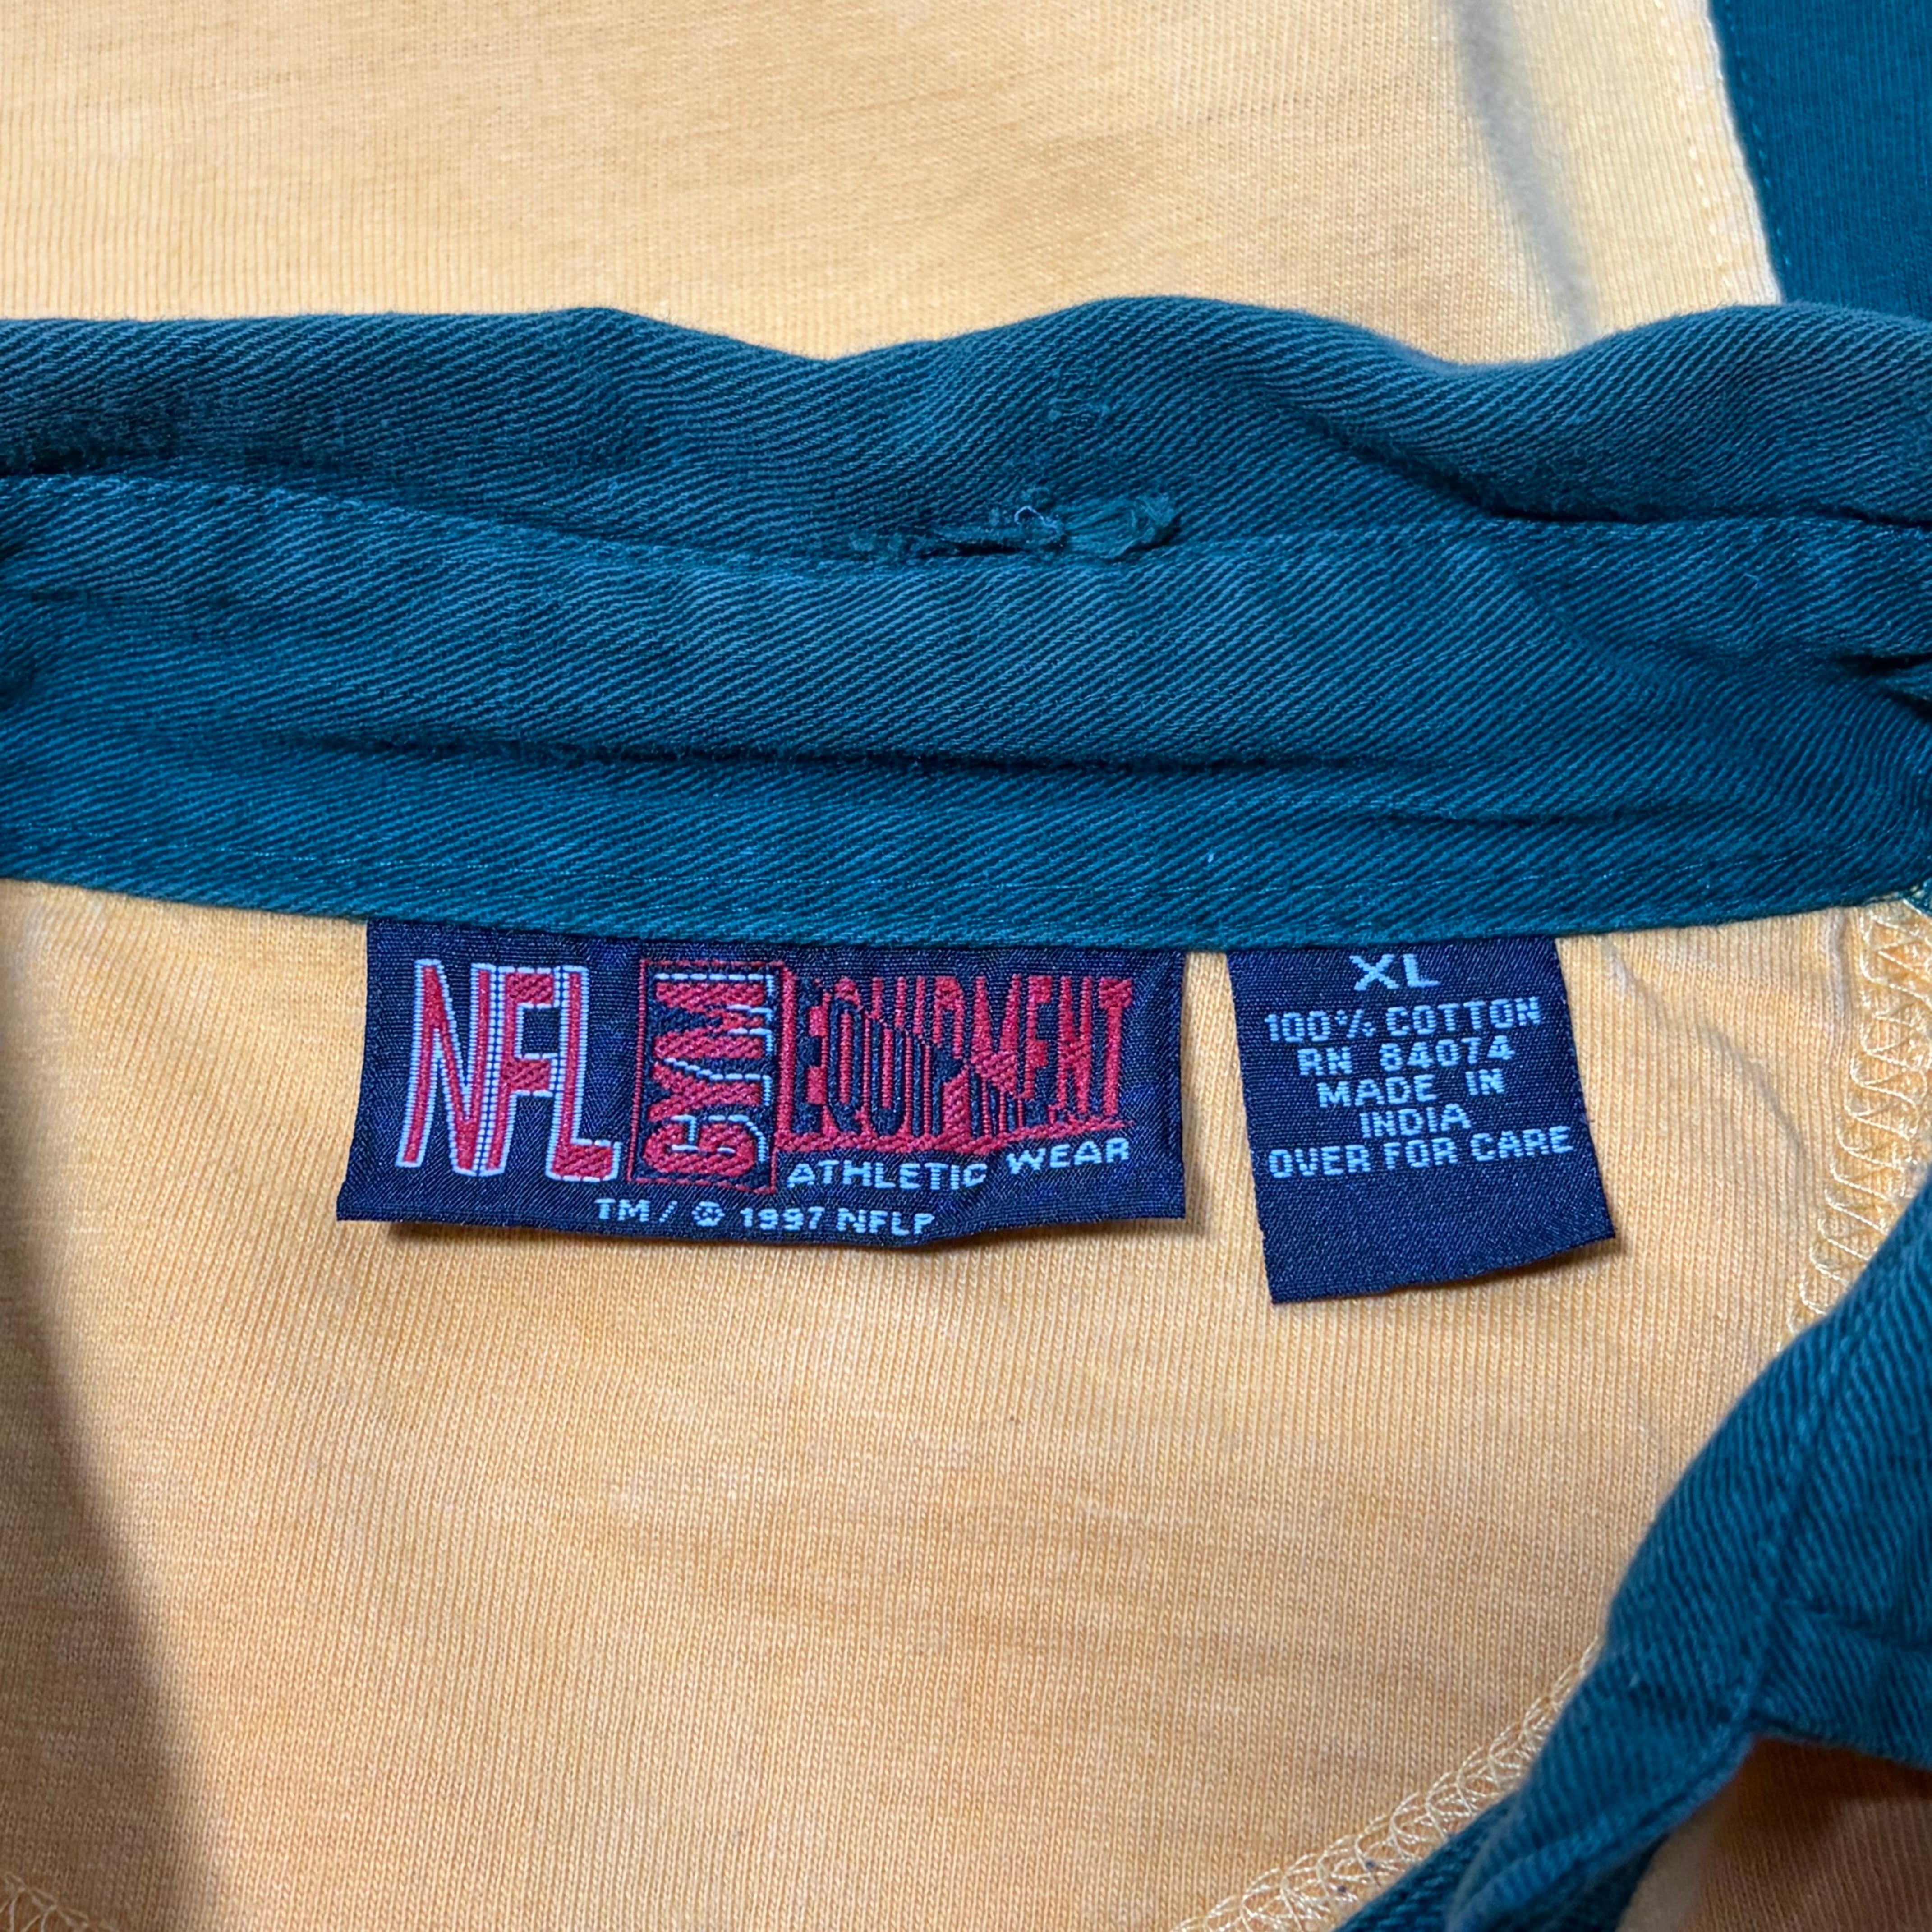 NFL GYM EQUIPMENT
ATHLETIC WEAR
TM / © 1997 NFLP
XL
100% COTTON
RN 84074
MADE IN
INDIA
OVER FOR CARE